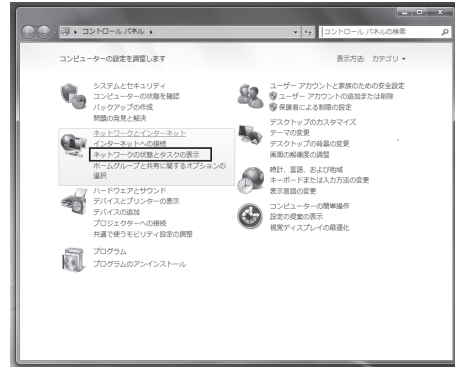 コントロール パネル
コントロール パネルの検索
コンピューターの設定を調整します
表示方法: カテゴリ
システムとセキュリティ
コンピューターの状態を確認
バックアップの作成
問題の発見と解決
ネットワークとインターネット
インターネットへの接続
ネットワークの状態とタスクの表示
ホームグループと共有に関するオプションの
選択
ハードウェアとサウンド
デバイスとプリンターの表示
デバイスの追加
プロジェクターへの接続
共通で使うモビリティ設定の調整
プログラム
プログラムのアンインストール
ユーザー アカウントと家族のための安全設定
ユーザー アカウントの追加または削除
保護者による制限の設定
デスクトップのカスタマイズ
テーマの変更
デスクトップの背景の変更
画面の解像度の調整
時計、言語、および地域
キーボードまたは入力方法の変更
表示言語の変更
コンピューターの簡単操作
設定の提案の表示
視覚ディスプレイの最適化